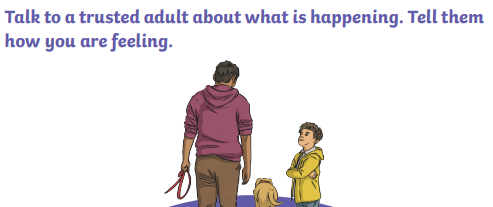 Talk to a trusted adult about what is happening. Tell them
how you are feeling.